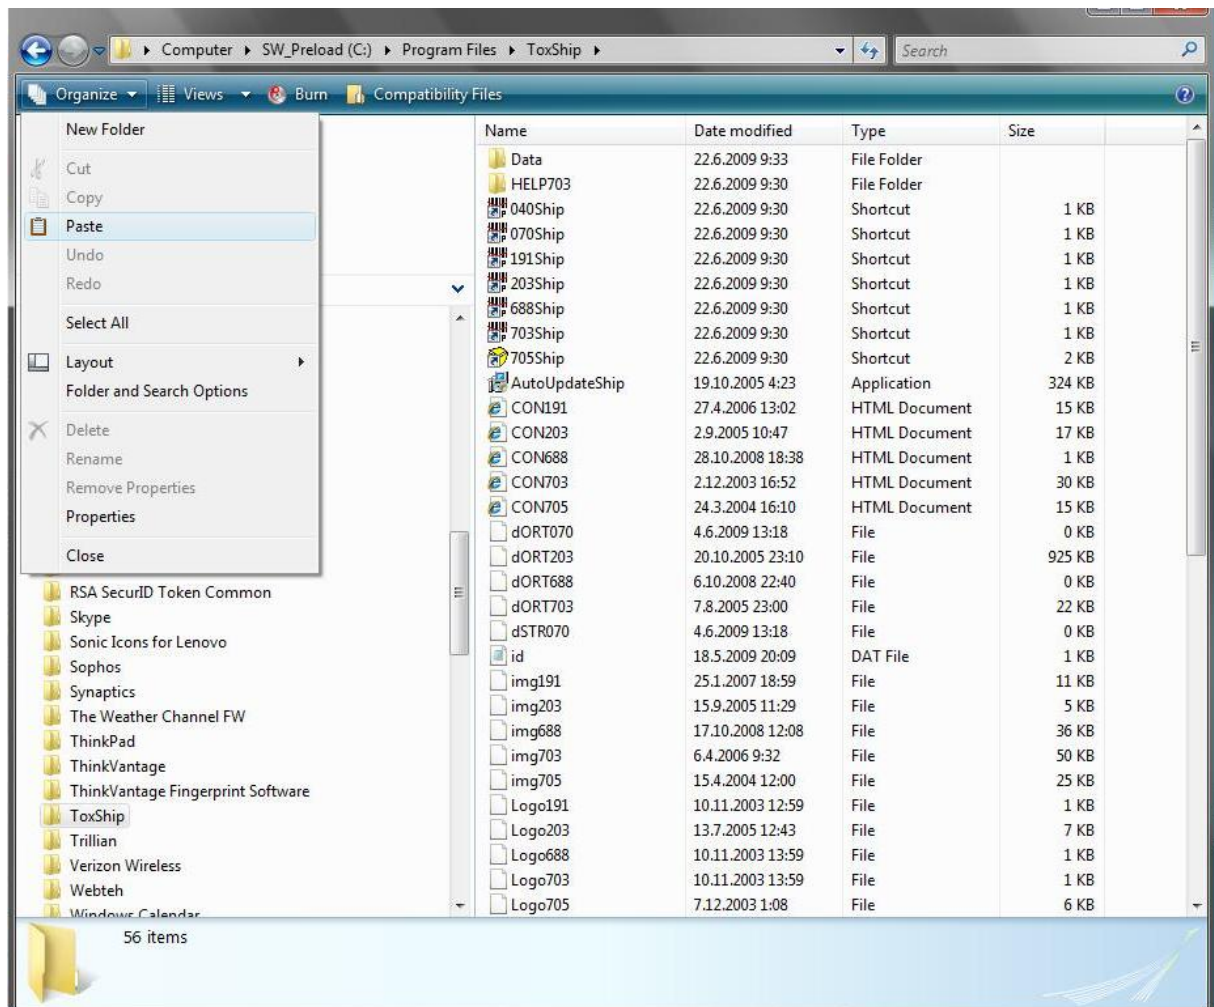 Computer SW_Preload (C:) Program Files ToxShip
Search
Organize Views Burn Compatibility Files
New Folder
Cut
Copy
Paste
Undo
Redo
Select All
Layout
Folder and Search Options
Delete
Rename
Remove Properties
Properties
Close
RSA SecurID Token Common
Skype
Sonic Icons for Lenovo
Sophos
Synaptics
The Weather Channel FW
ThinkPad
ThinkVantage
ThinkVantage Fingerprint Software
ToxShip
Trillian
Verizon Wireless
Webteh
Windows Calendar
Name Date modified Type Size
Data 22.6.2009 9:33 File Folder
HELP703 22.6.2009 9:30 File Folder
040Ship 22.6.2009 9:30 Shortcut 1 KB
070Ship 22.6.2009 9:30 Shortcut 1 KB
191Ship 22.6.2009 9:30 Shortcut 1 KB
203Ship 22.6.2009 9:30 Shortcut 1 KB
688Ship 22.6.2009 9:30 Shortcut 1 KB
703Ship 22.6.2009 9:30 Shortcut 1 KB
705Ship 22.6.2009 9:30 Shortcut 2 KB
AutoUpdateShip 19.10.2005 4:23 Application 324 KB
CON191 27.4.2006 13:02 HTML Document 15 KB
CON203 2.9.2005 10:47 HTML Document 17 KB
CON688 28.10.2008 18:38 HTML Document 1 KB
CON703 2.12.2003 16:52 HTML Document 30 KB
CON705 24.3.2004 16:10 HTML Document 15 KB
dORT070 4.6.2009 13:18 File 0 KB
dORT203 20.10.2005 23:10 File 925 KB
dORT688 6.10.2008 22:40 File 0 KB
dORT703 7.8.2005 23:00 File 22 KB
dSTR070 4.6.2009 13:18 File 0 KB
id 18.5.2009 20:09 DAT File 1 KB
img191 25.1.2007 18:59 File 11 KB
img203 15.9.2005 11:29 File 5 KB
img688 17.10.2008 12:08 File 36 KB
img703 6.4.2006 9:32 File 50 KB
img705 15.4.2004 12:00 File 25 KB
Logo191 10.11.2003 12:59 File 1 KB
Logo203 13.7.2005 12:43 File 7 KB
Logo688 10.11.2003 13:59 File 1 KB
Logo703 10.11.2003 13:59 File 1 KB
Logo705 7.12.2003 1:08 File 6 KB
56 items